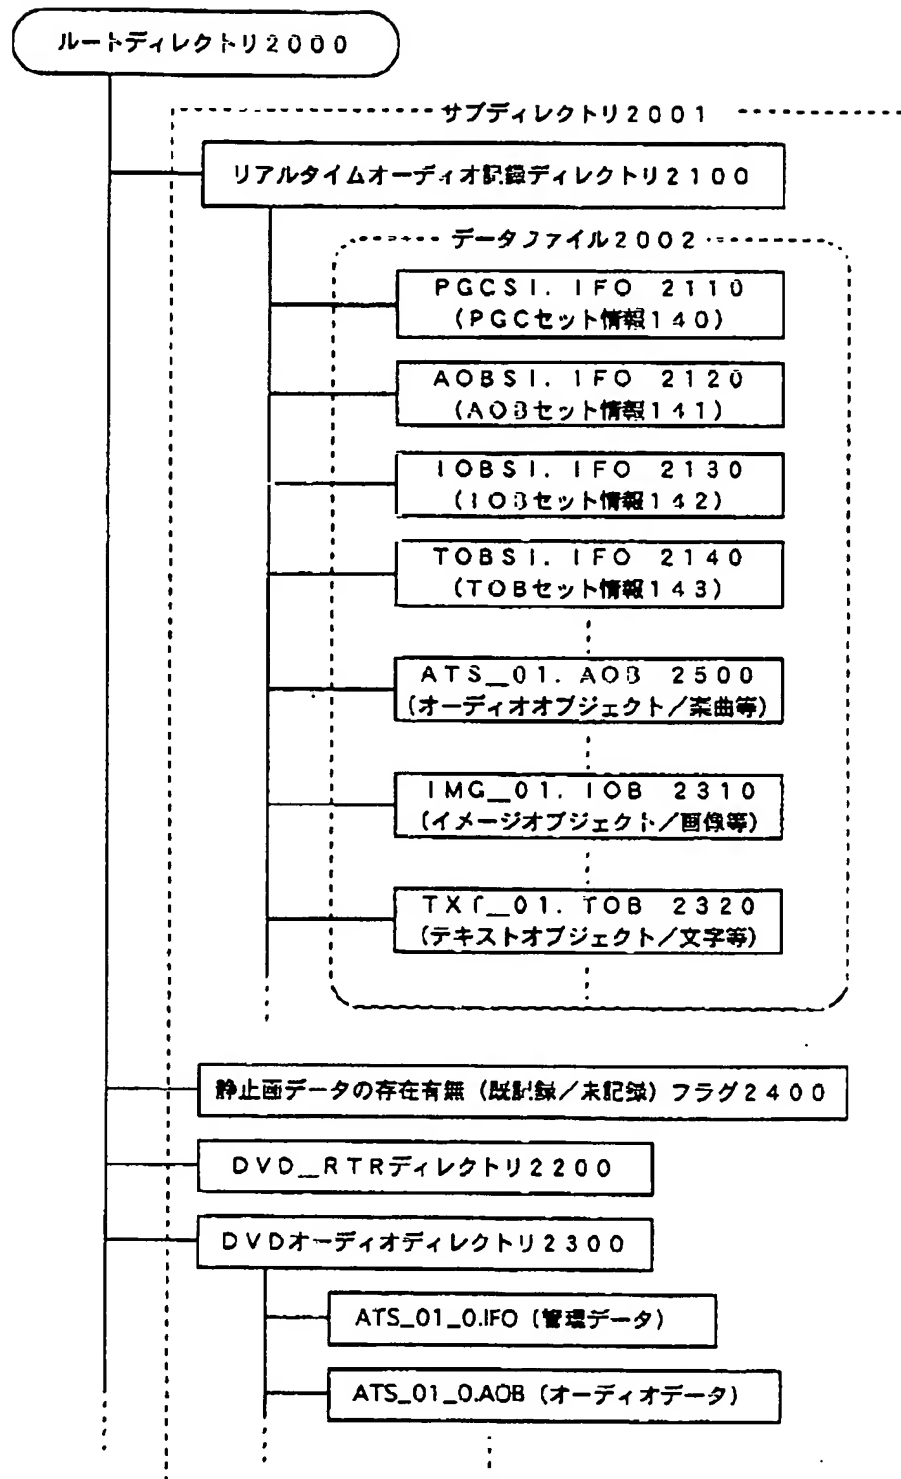 ルートディレクトリ2000
サブディレクトリ2001
リアルタイムオーディオ記録ディレクトリ2100
データファイル2002
PGCSI. IFO 2110
(PGCセット情報140)
AOBSI. IFO 2120
(AOBセット情報141)
IOBSI. IFO 2130
(IOBセット情報142)
TOBSI. IFO 2140
(TOBセット情報143)
ATS_01. AOB 2500
(オーディオオブジェクト/楽曲等)
IMG_01. IOB 2310
(イメージオブジェクト/画像等)
TXT_01. TOB 2320
(テキストオブジェクト/文字等)
静止画データの存在有無(既記録/未記録)フラグ2400
DVD_RTRディレクトリ2200
DVDオーディオディレクトリ2300
ATS_01_0.IFO(管理データ)
ATS_01_0.AOB(オーディオデータ)